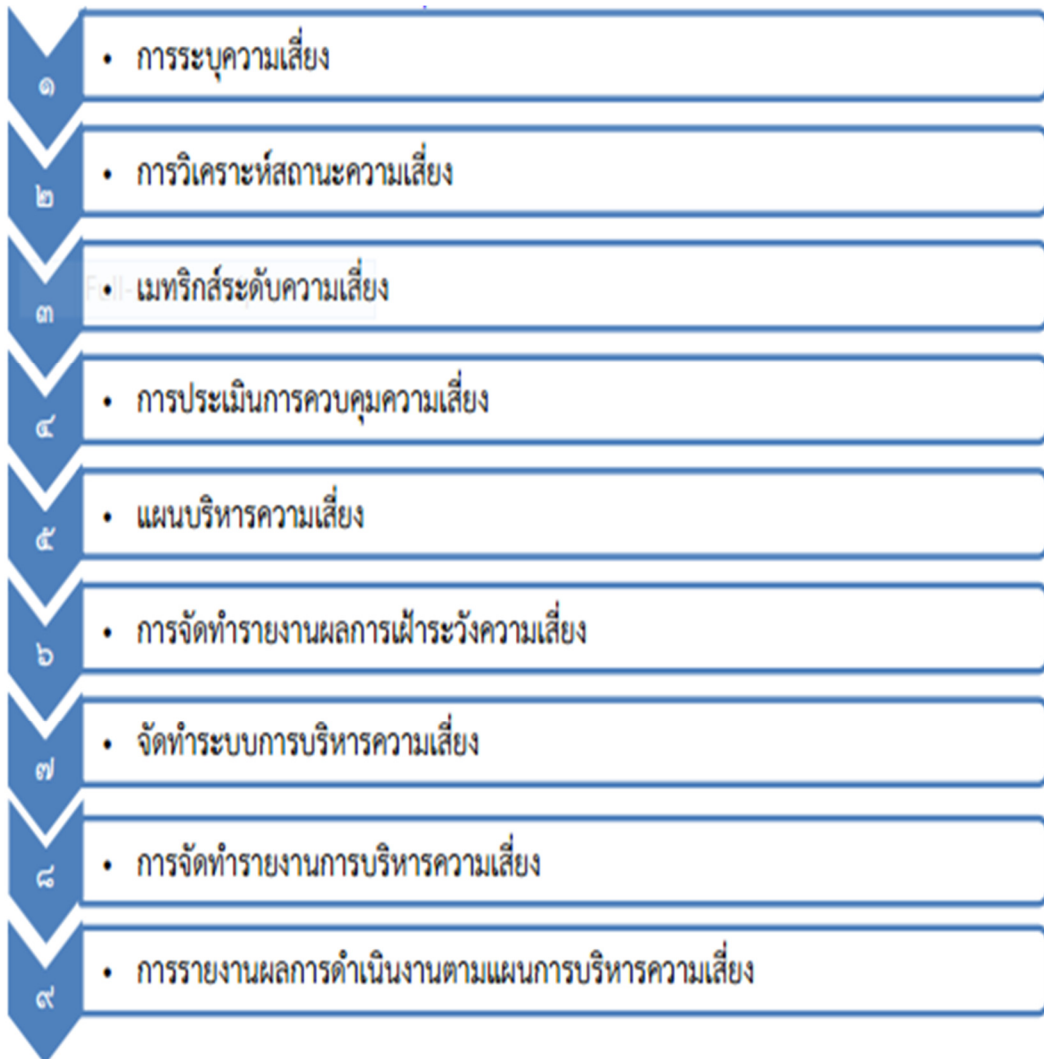 ๑
• การระบุความเสี่ยง
๒
• การวิเคราะห์สถานะความเสี่ยง
๓
• เมทริกส์ระดับความเสี่ยง
๔
• การประเมินการควบคุมความเสี่ยง
๕
• แผนบริหารความเสี่ยง
๖
• การจัดทำรายงานผลการเฝ้าระวังความเสี่ยง
๗
• จัดทำระบบการบริหารความเสี่ยง
๘
• การจัดทำรายงานการบริหารความเสี่ยง
๙
• การรายงานผลการดำเนินงานตามแผนการบริหารความเสี่ยง